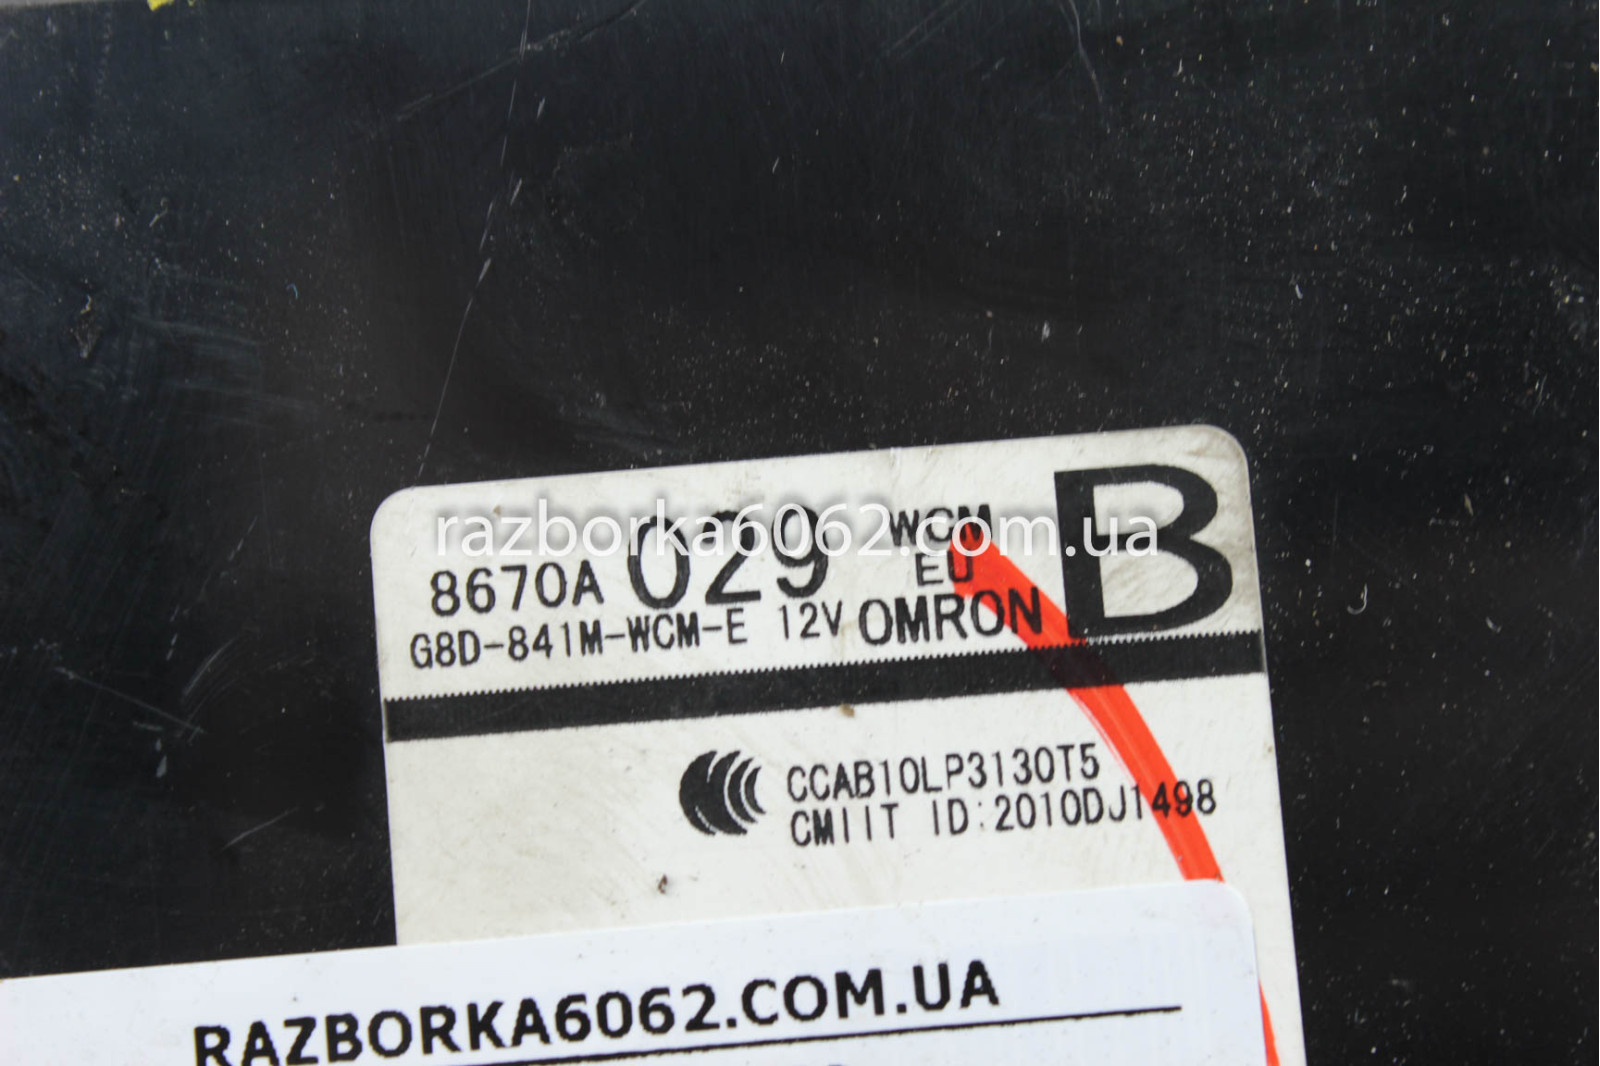 razborka6062.com.ua
8670A 029 WCM EU B
G8D-841M-WCM-E 12V OMRON
CCAB10LP3130T5
CMIIT ID:2010DJ1498
RAZBORKA6062.COM.UA